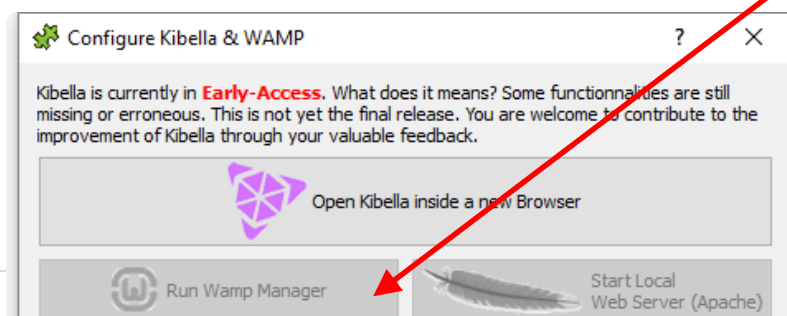 Configure Kibella & WAMP
Kibella is currently in Early-Access. What does it means? Some functionnalities are still
missing or erroneous. This is not yet the final release. You are welcome to contribute to the
improvement of Kibella through your valuable feedback.
Open Kibella inside a new Browser
Run Wamp Manager
Start Local
Web Server (Apache)